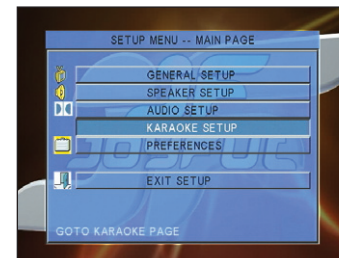 SETUP MENU -- MAIN PAGE
GENERAL SETUP
SPEAKER SETUP
AUDIO SETUP
KARAOKE SETUP
PREFERENCES
EXIT SETUP
GOTO KARAOKE PAGE